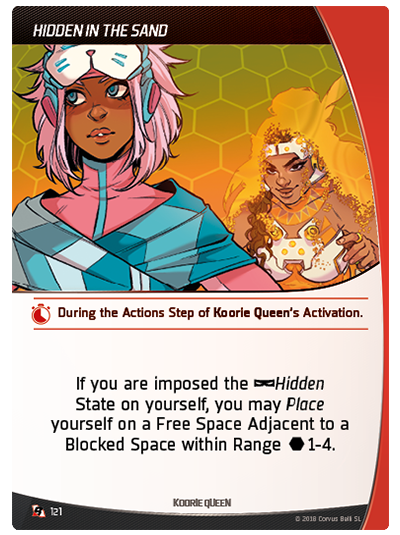 HIDDEN IN THE SAND
During the Actions Step of Koorie Queen's Activation.
If you are imposed the Hidden
State on yourself, you may Place
yourself on a Free Space Adjacent to a
Blocked Space within Range 1-4.
121
KOORIE QUEEN
© 2018 Corvus Belli SL